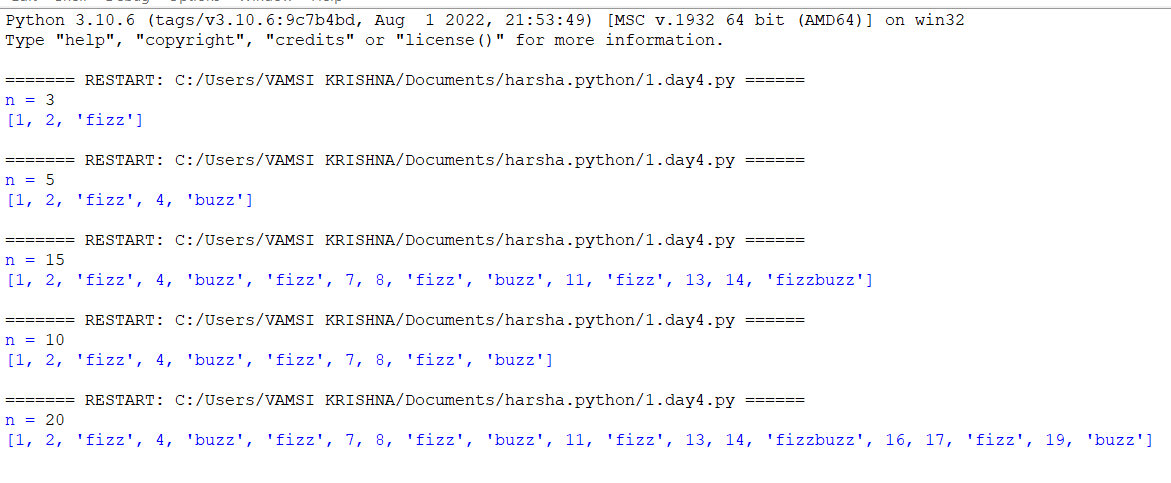 Python 3.10.6 (tags/v3.10.6:9c7b4bd, Aug  1 2022, 21:53:49) [MSC v.1932 64 bit (AMD64)] on win32
Type "help", "copyright", "credits" or "license()" for more information.
======= RESTART: C:/Users/VAMSI KRISHNA/Documents/harsha.python/1.day4.py ======
n = 3
[1, 2, 'fizz']
======= RESTART: C:/Users/VAMSI KRISHNA/Documents/harsha.python/1.day4.py ======
n = 5
[1, 2, 'fizz', 4, 'buzz']
======= RESTART: C:/Users/VAMSI KRISHNA/Documents/harsha.python/1.day4.py ======
n = 15
[1, 2, 'fizz', 4, 'buzz', 'fizz', 7, 8, 'fizz', 'buzz', 11, 'fizz', 13, 14, 'fizzbuzz']
======= RESTART: C:/Users/VAMSI KRISHNA/Documents/harsha.python/1.day4.py ======
n = 10
[1, 2, 'fizz', 4, 'buzz', 'fizz', 7, 8, 'fizz', 'buzz']
======= RESTART: C:/Users/VAMSI KRISHNA/Documents/harsha.python/1.day4.py ======
n = 20
[1, 2, 'fizz', 4, 'buzz', 'fizz', 7, 8, 'fizz', 'buzz', 11, 'fizz', 13, 14, 'fizzbuzz', 16, 17, 'fizz', 19, 'buzz']